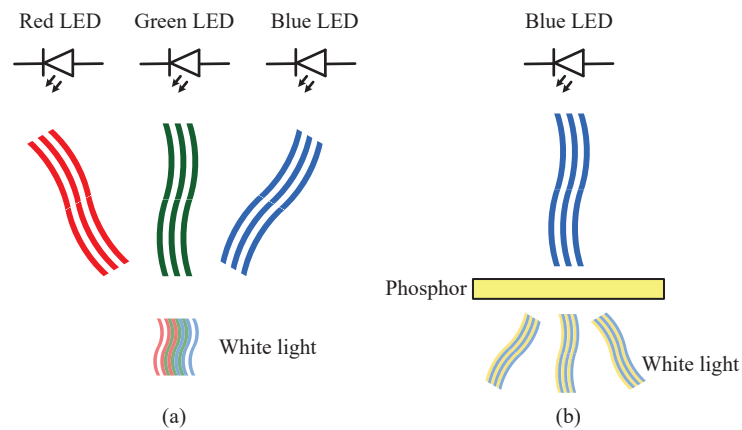 Red LED
Green LED
Blue LED
White light
(a)
Blue LED
Phosphor
White light
(b)